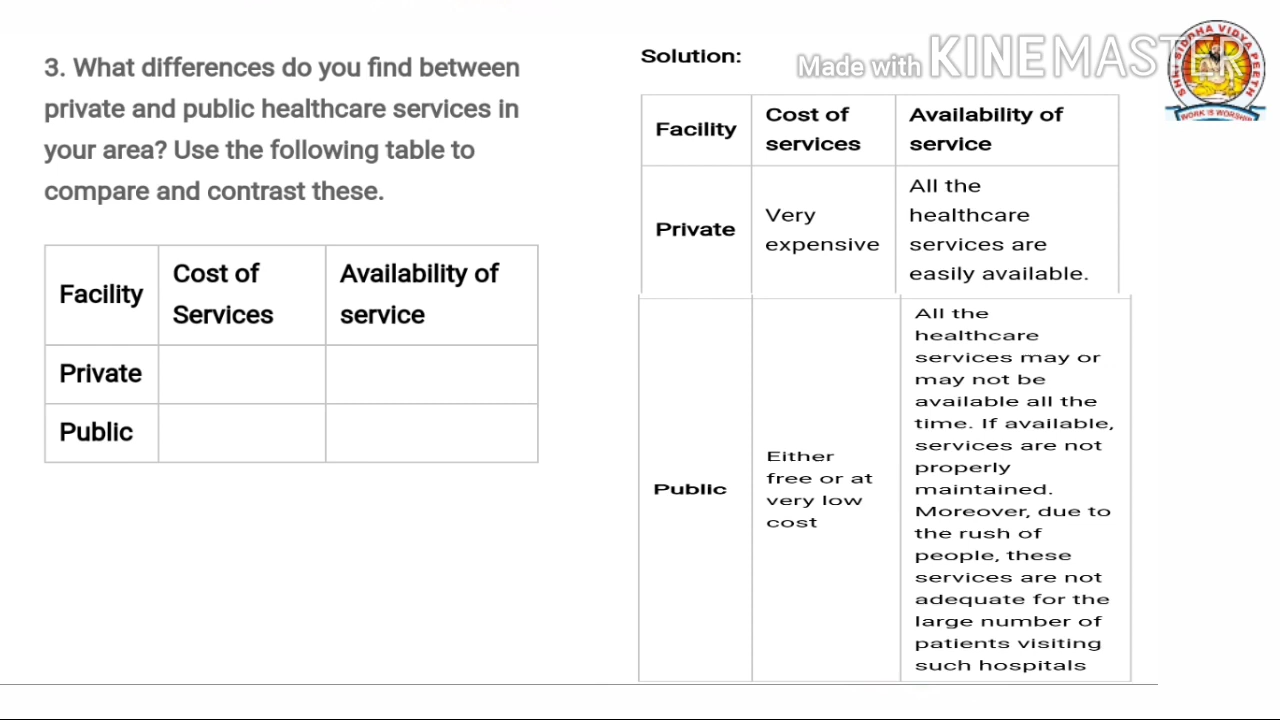 3. What differences do you find between
private and public healthcare services in
your area? Use the following table to
compare and contrast these.
Facility
Cost of
Services
Availability of
service
Private
Public
Solution:
Made with KINEMASTER
SHRI SIDDHA VIDYA PEETH
WORK IS WORSHIP
Facility
Cost of
services
Availability of
service
Private
Very
expensive
All the
healthcare
services are
easily available.
Public
Either
free or at
very low
cost
All the
healthcare
services may or
may not be
available all the
time. If available,
services are not
properly
maintained.
Moreover, due to
the rush of
people, these
services are not
adequate for the
large number of
patients visiting
such hospitals